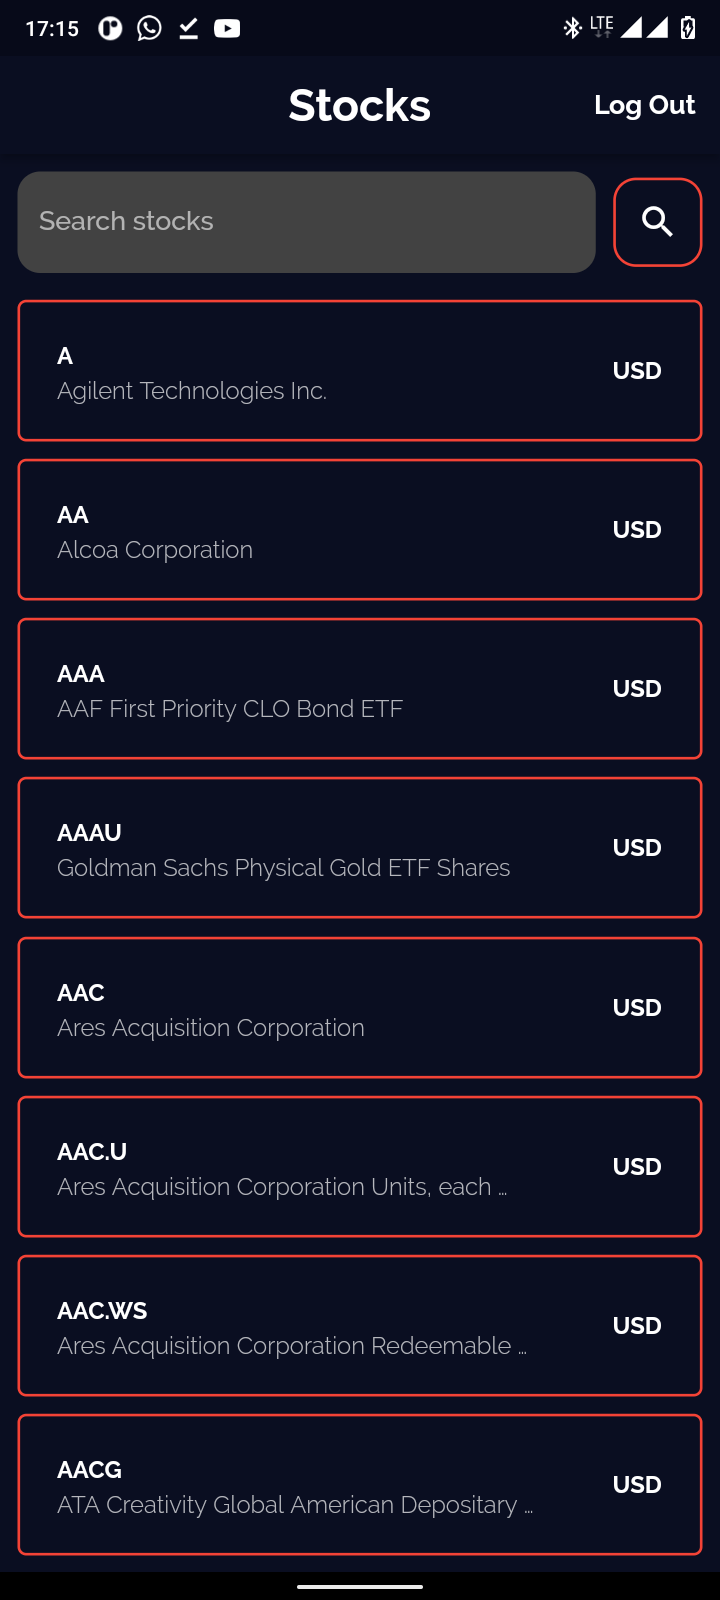 17:15
LTE
Stocks
Log Out
Search stocks
A
Agilent Technologies Inc.
USD
AA
Alcoa Corporation
USD
AAA
AAF First Priority CLO Bond ETF
USD
AAAU
Goldman Sachs Physical Gold ETF Shares
USD
AAC
Ares Acquisition Corporation
USD
AAC.U
Ares Acquisition Corporation Units, each ...
USD
AAC.WS
Ares Acquisition Corporation Redeemable ...
USD
AACG
ATA Creativity Global American Depositary ...
USD